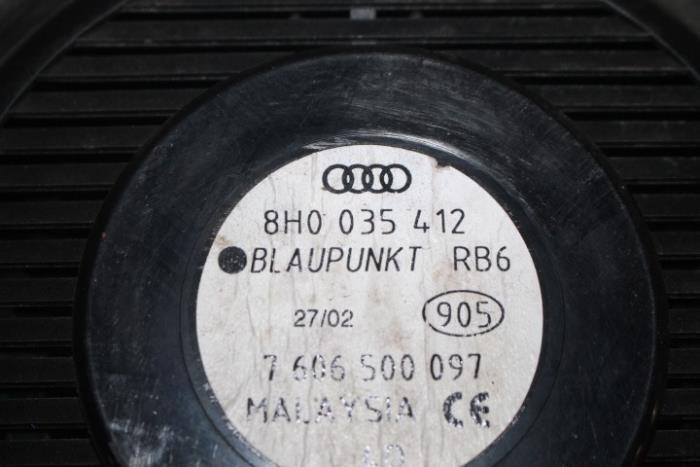 8H0 035 412
BLAUPUNKT RB6
27/02 905
7 606 500 097
MALAYSIA CE